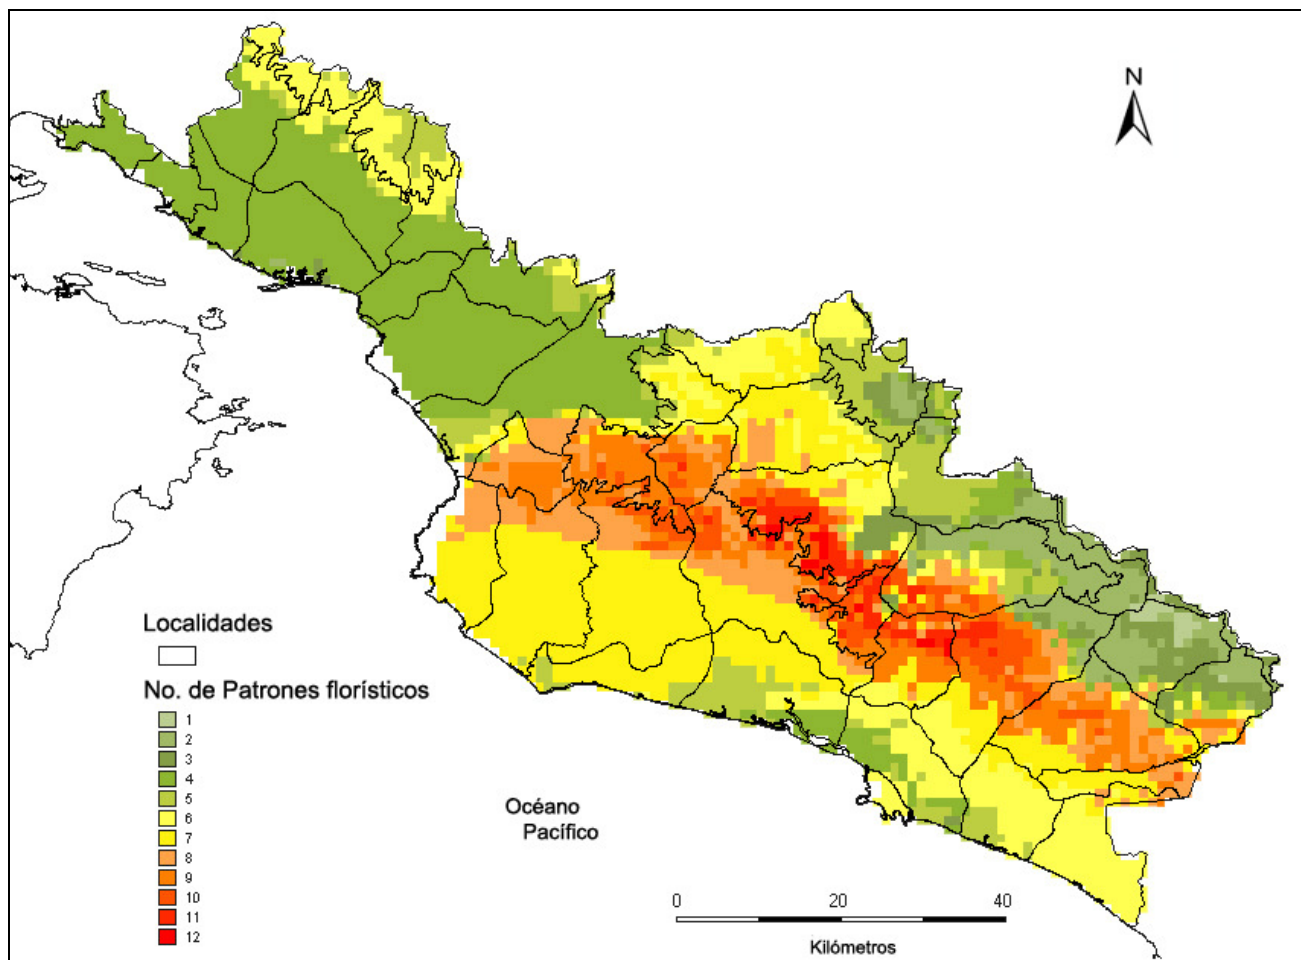 N
Localidades
No. de Patrones florísticos
1
2
3
4
5
6
7
8
9
10
11
12
Océano
Pacífico
0 20 40
Kilómetros